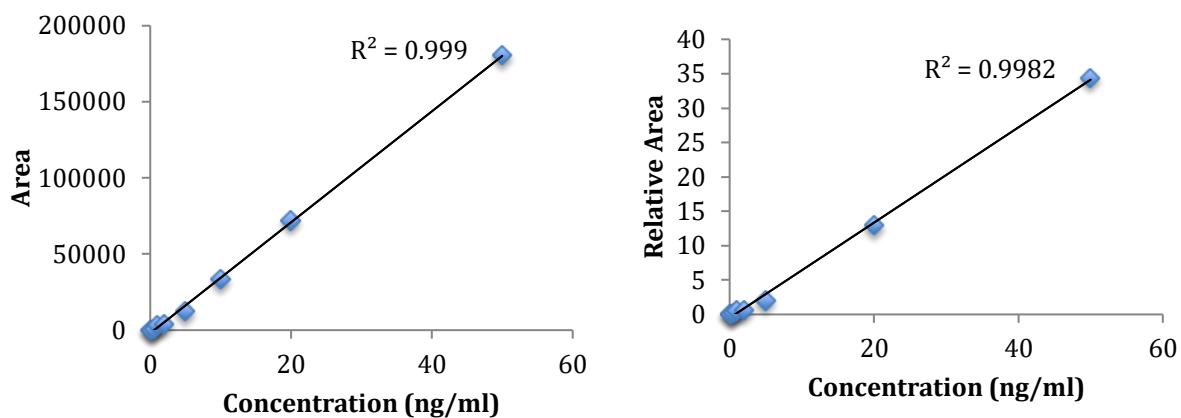 200000
150000
100000
50000
0
Area
R² = 0.999
0 20 40 60
Concentration (ng/ml)
40
35
30
25
20
15
10
5
0
Relative Area
R² = 0.9982
0 20 40 60
Concentration (ng/ml)